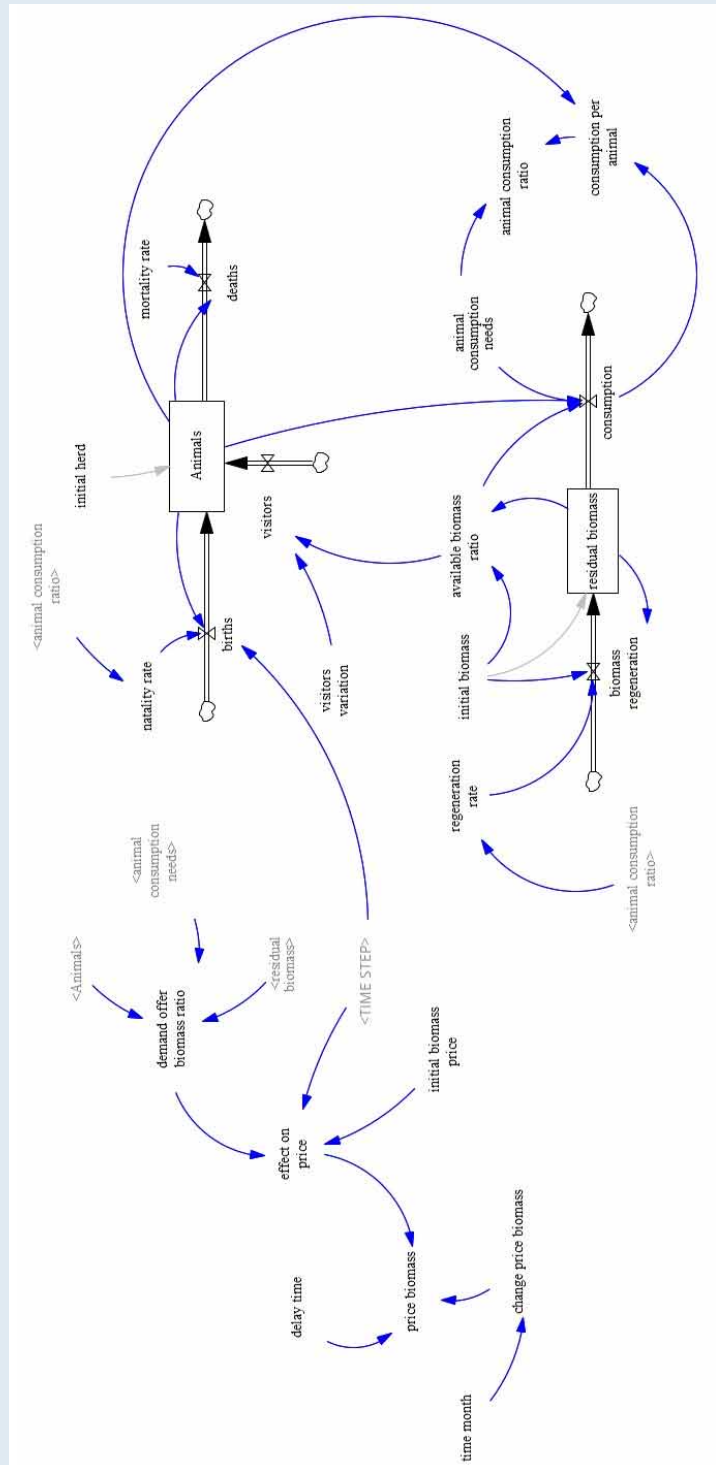 <animal consumption
ratio>
initial herd
mortality rate
natality rate
births
Animals
deaths
visitors
visitors
variation
<Animals>
<animal
consumption
needs>
demand offer
biomass ratio
<residual
biomass>
<TIME STEP>
effect on
price
initial biomass
price
delay time
price biomass
change price biomass
time month
animal
consumption
needs
animal consumption
ratio
consumption per
animal
available biomass
ratio
initial biomass
regeneration
rate
<animal consumption
ratio>
biomass
regeneration
residual biomass
consumption